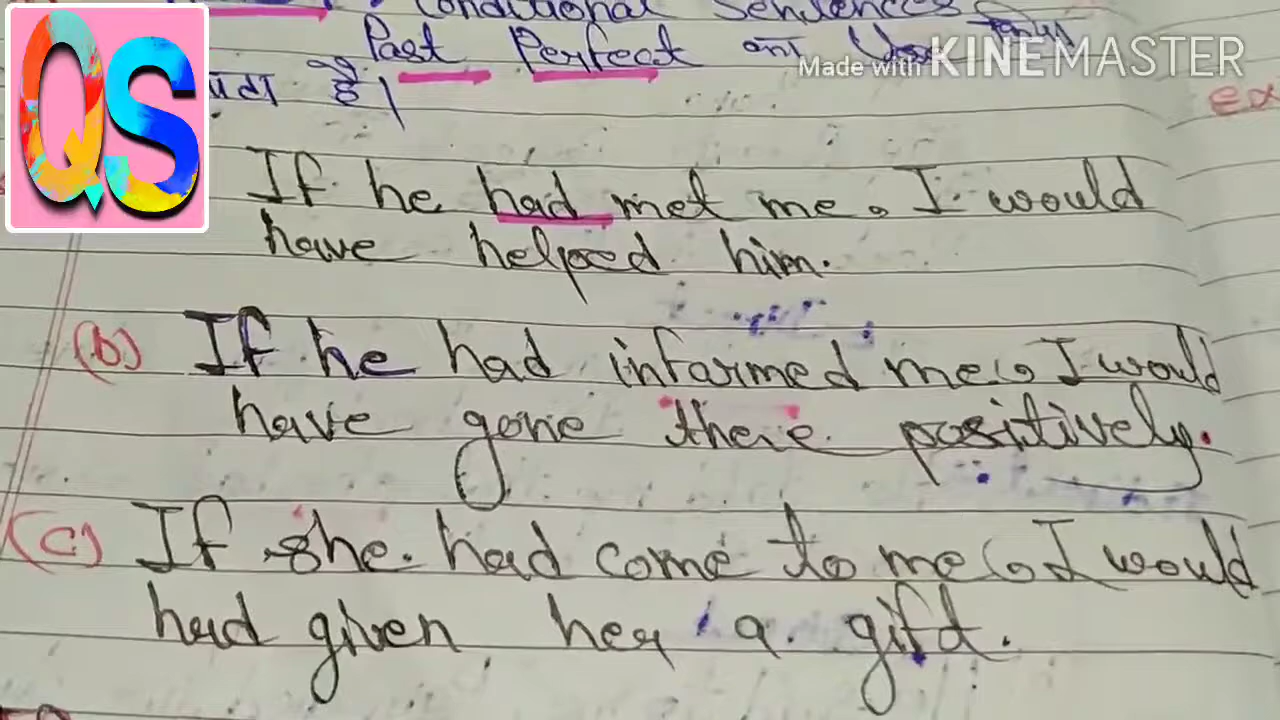 Conditional Sentences
Past Perfect का Use
है।
QS
Made with KINEMASTER
ex
If he had met me. I would
have helped him.
(b) If he had informed me, I would
have gone there positively.
(c) If she had come to me, I would
had given her a gift.